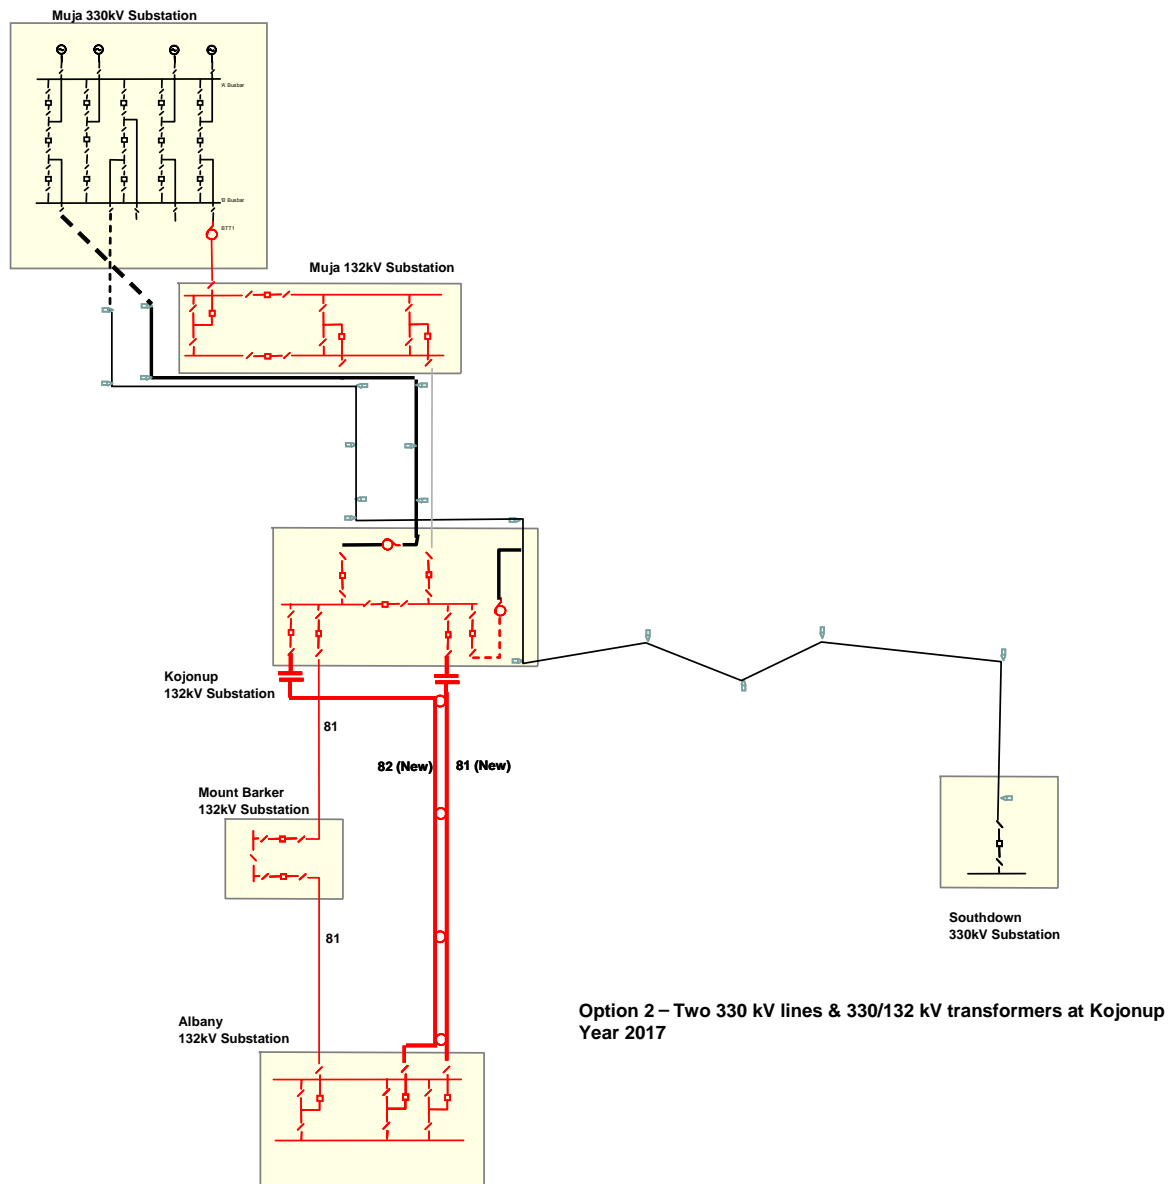 Muja 330kV Substation
'A' Busbar
'B' Busbar
BTT1
Muja 132kV Substation
Kojonup
132kV Substation
81
82 (New)
81 (New)
Mount Barker
132kV Substation
81
Southdown
330kV Substation
Albany
132kV Substation
Option 2 – Two 330 kV lines & 330/132 kV transformers at Kojonup
Year 2017